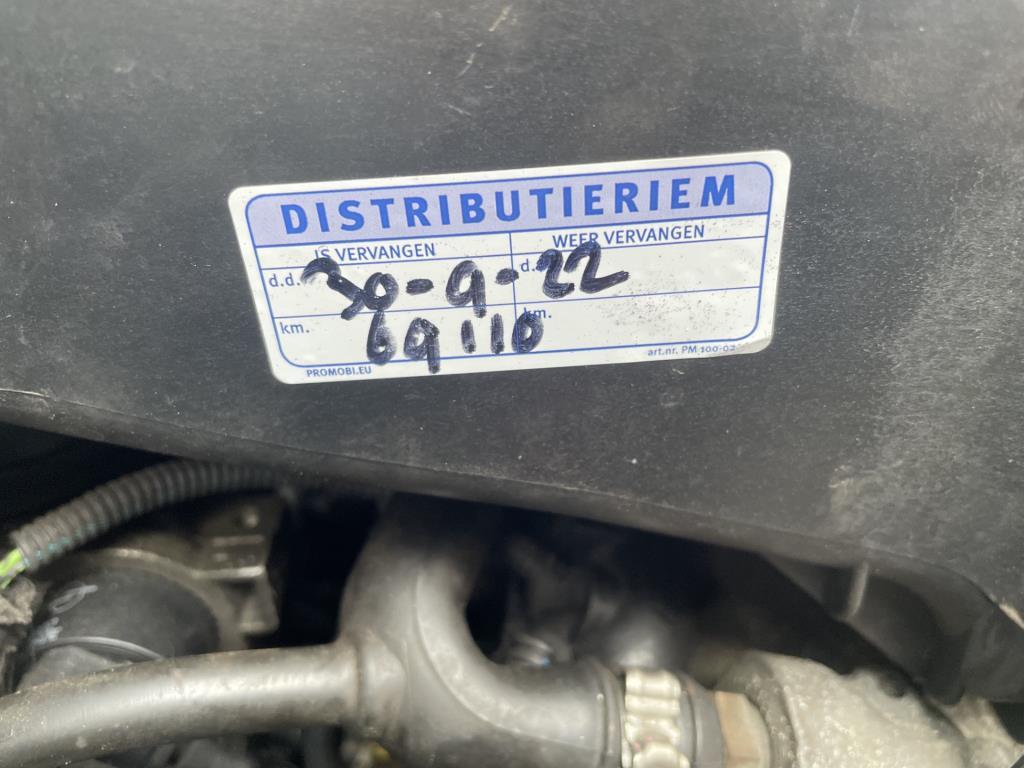 DISTRIBUTIERIEM
IS VERVANGEN WEER VERVANGEN
d.d. 30-9-22 d.
km. 69110 km.
PROMOBI.EU art.nr. PM 100-02